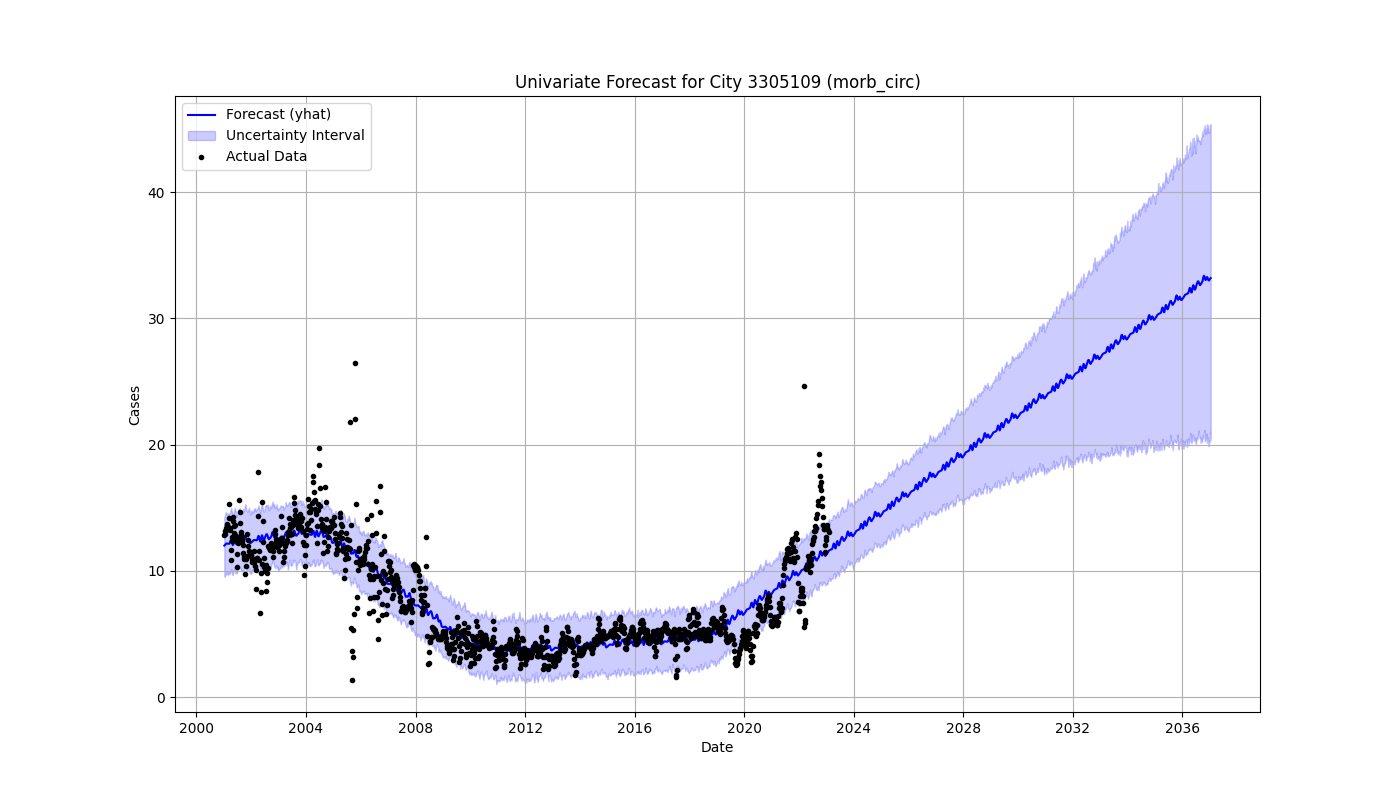 Univariate Forecast for City 3305109 (morb_circ)
Forecast (yhat)
Uncertainty Interval
Actual Data
40
30
20
10
0
Cases
2000 2004 2008 2012 2016 2020 2024 2028 2032 2036
Date